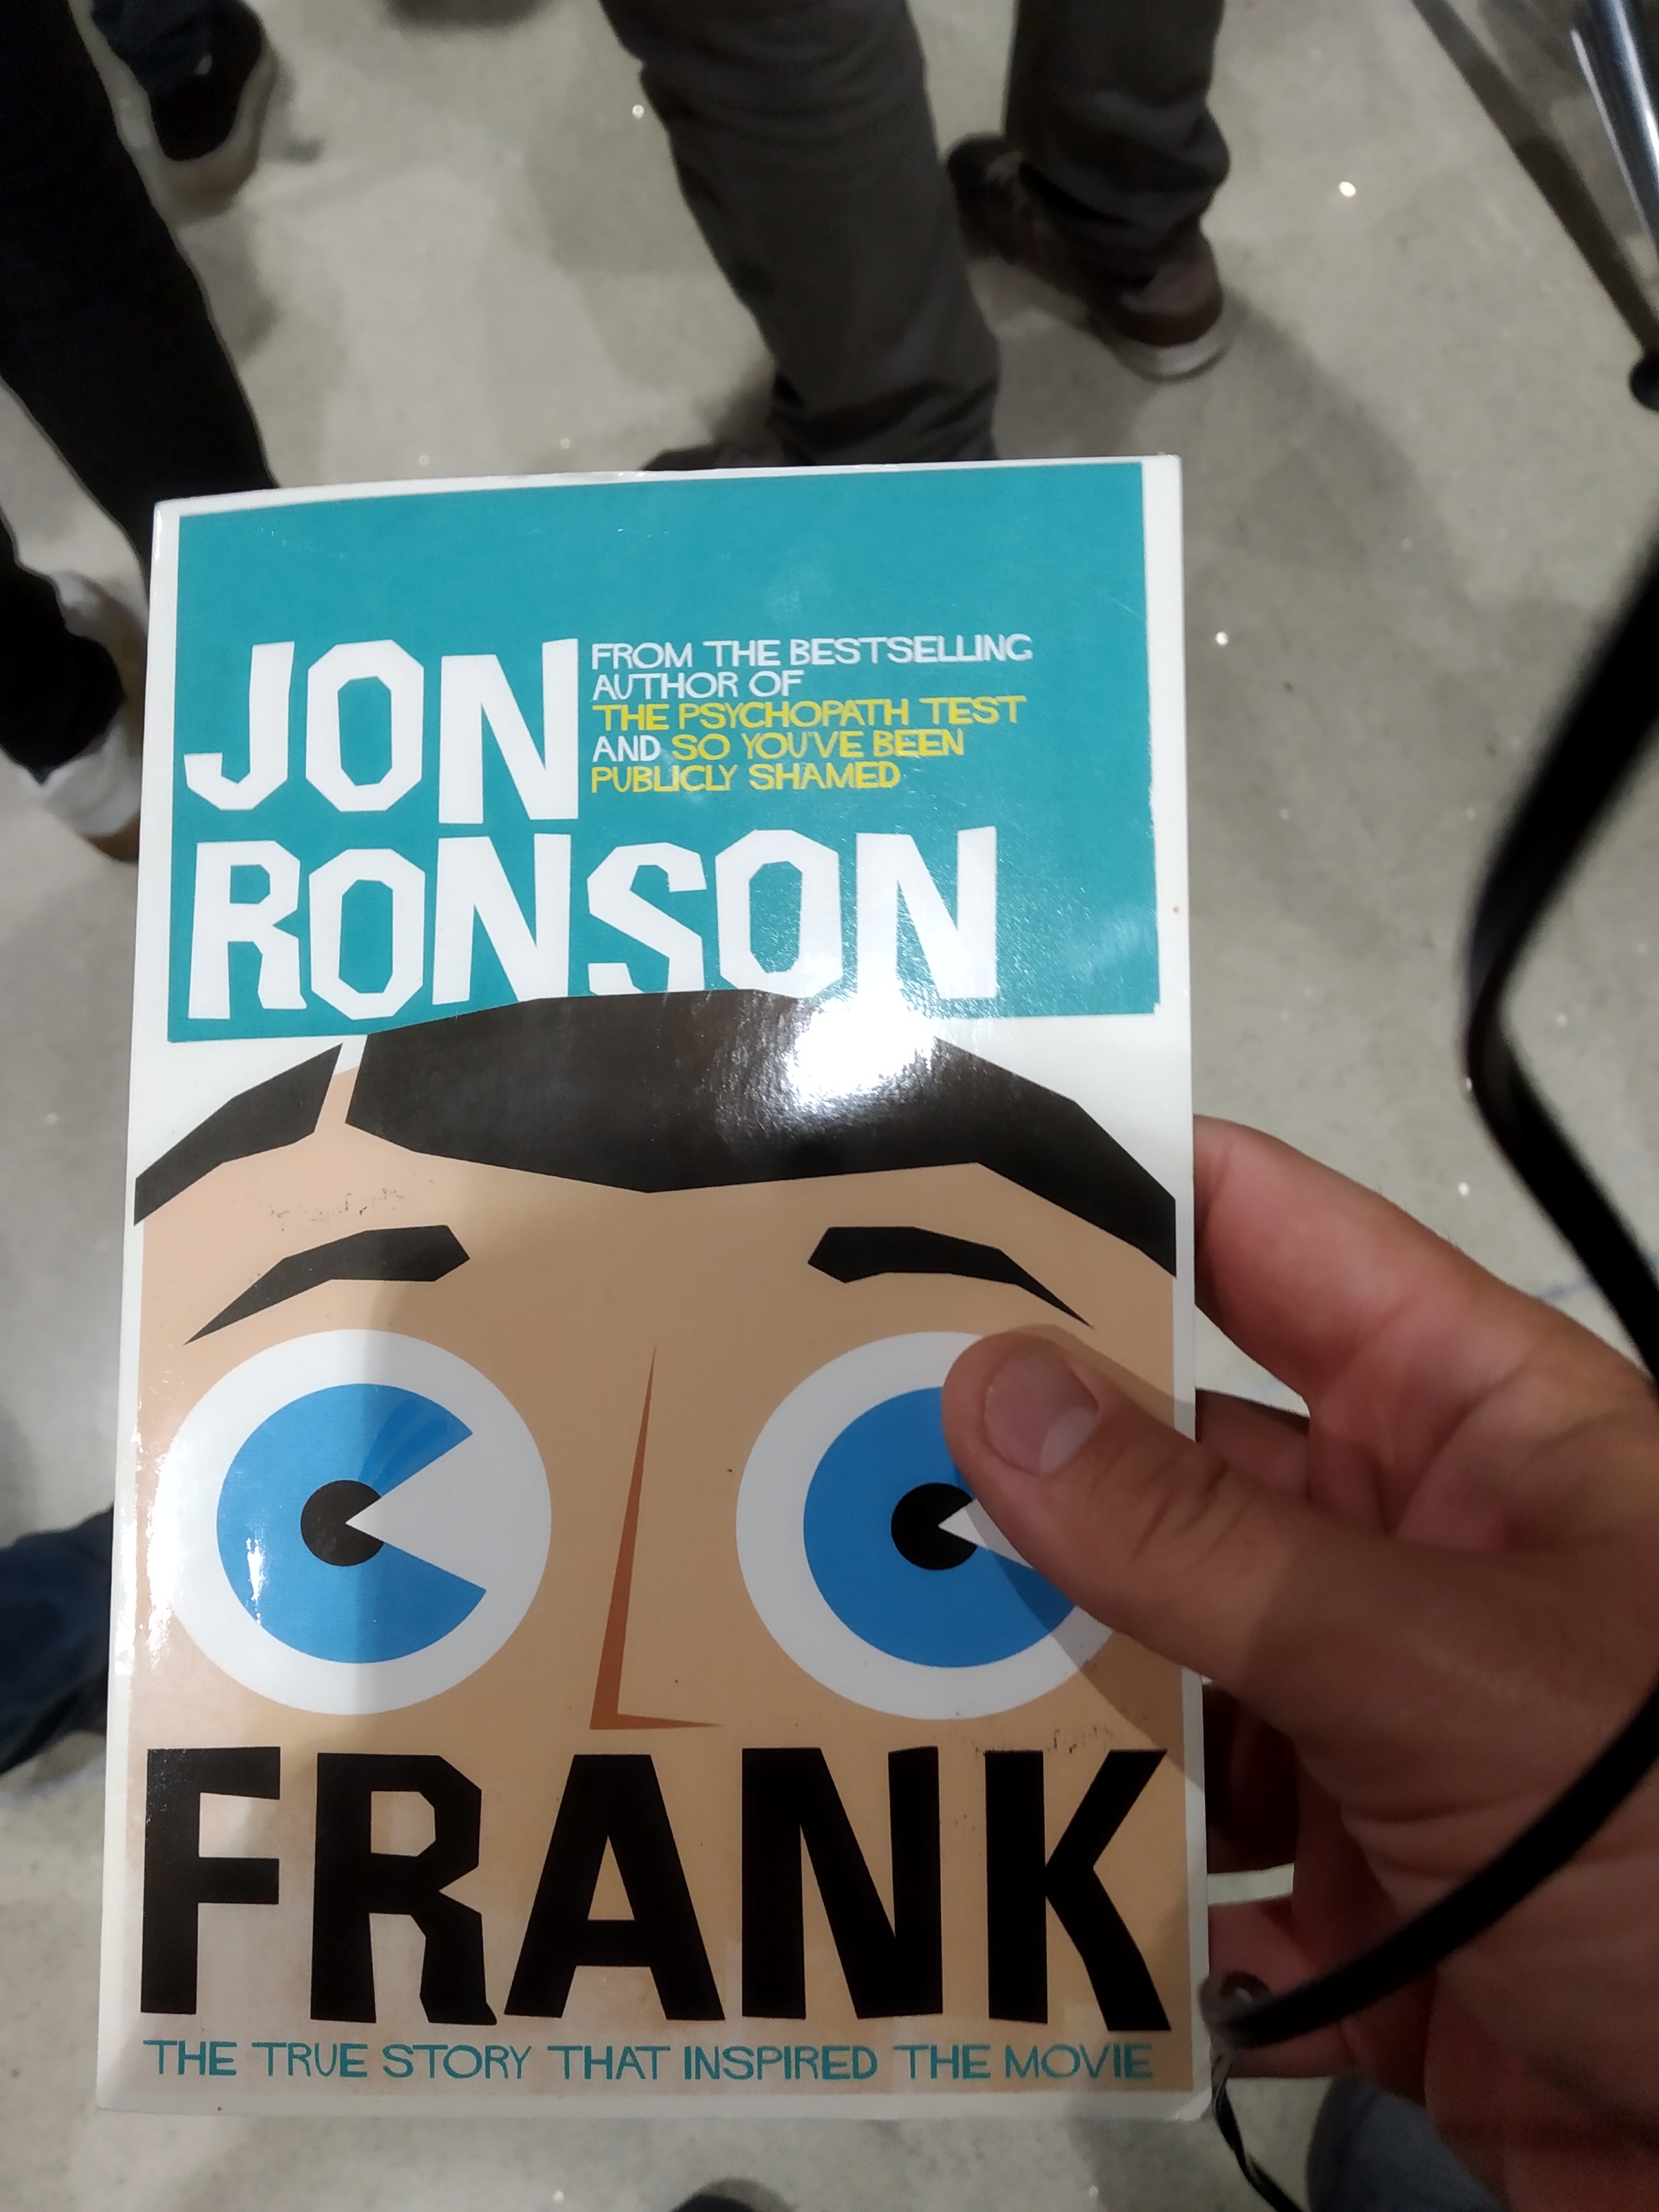 JON
RONSON
FROM THE BESTSELLING
AUTHOR OF
THE PSYCHOPATH TEST
AND SO YOU'VE BEEN
PUBLICLY SHAMED
FRANK
THE TRUE STORY THAT INSPIRED THE MOVIE